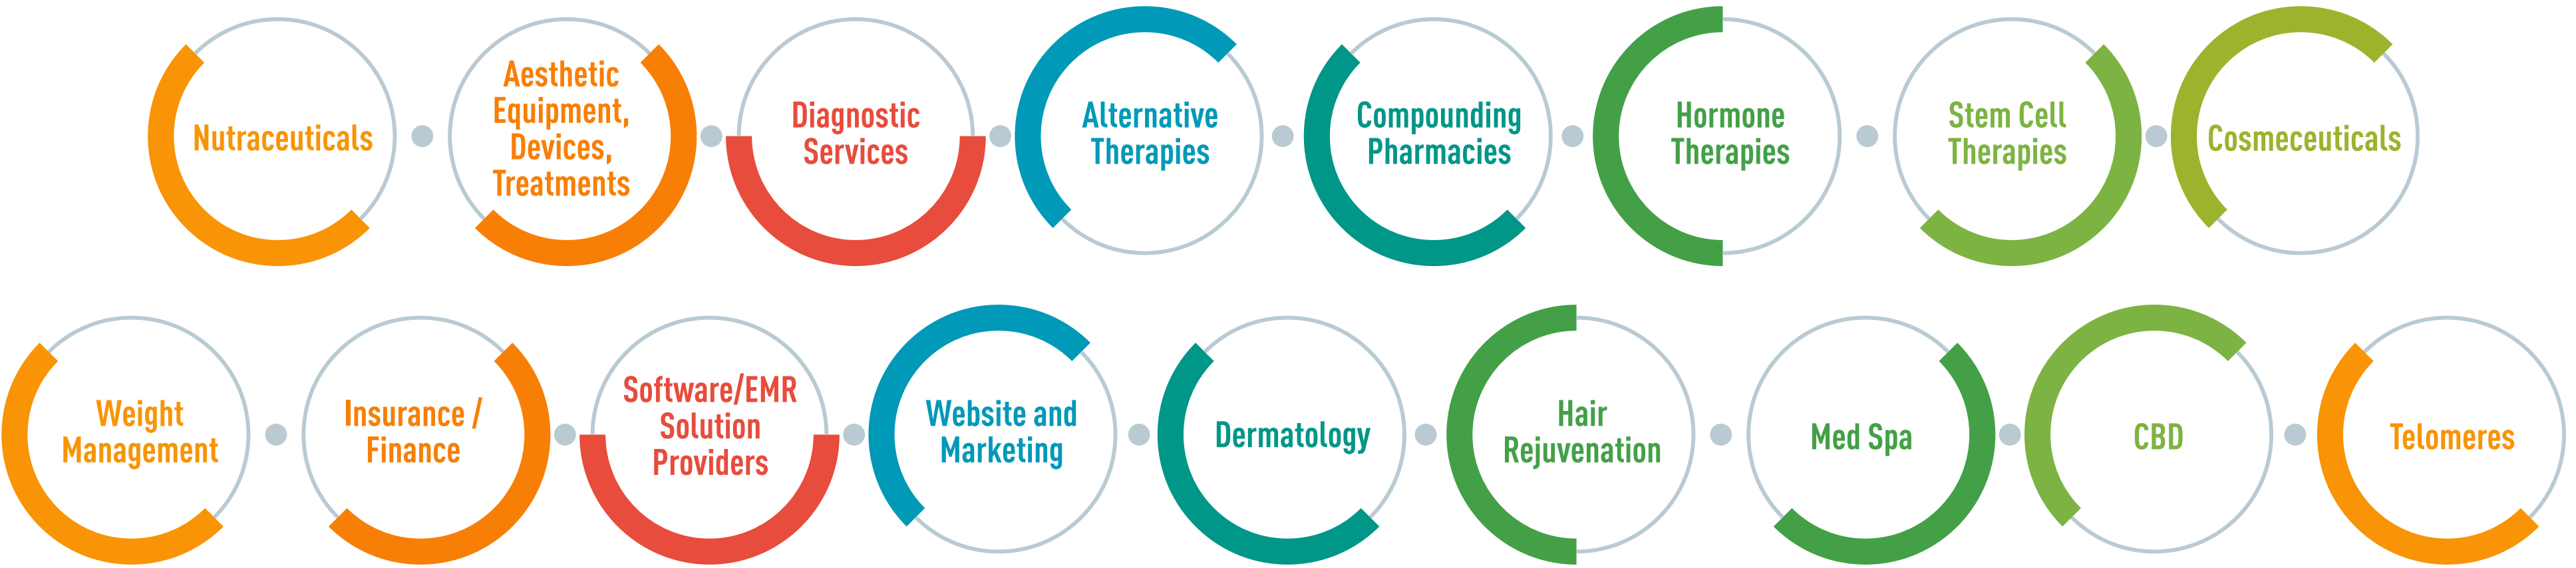 Nutraceuticals
Aesthetic
Equipment,
Devices,
Treatments
Diagnostic
Services
Alternative
Therapies
Compounding
Pharmacies
Hormone
Therapies
Stem Cell
Therapies
Cosmeceuticals
Weight
Management
Insurance /
Finance
Software/EMR
Solution
Providers
Website and
Marketing
Dermatology
Hair
Rejuvenation
Med Spa
CBD
Telomeres